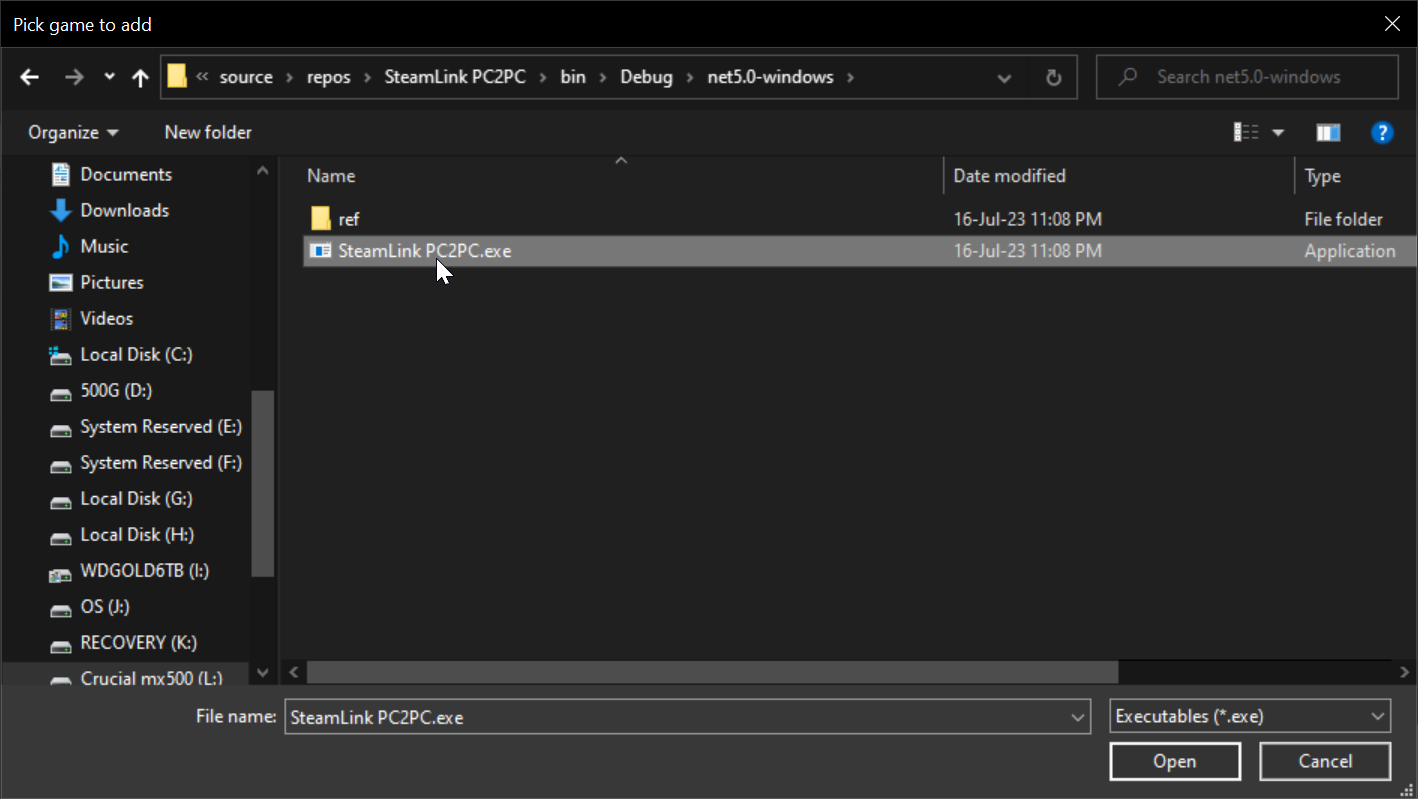 Pick game to add
« source › repos › SteamLink PC2PC › bin › Debug › net5.0-windows ›
Search net5.0-windows
Organize New folder
?
Name Date modified Type
ref 16-Jul-23 11:08 PM File folder
SteamLink PC2PC.exe 16-Jul-23 11:08 PM Application
Documents
Downloads
Music
Pictures
Videos
Local Disk (C:)
500G (D:)
System Reserved (E:)
System Reserved (F:)
Local Disk (G:)
Local Disk (H:)
WDGOLD6TB (I:)
OS (J:)
RECOVERY (K:)
Crucial mx500 (L:)
File name: SteamLink PC2PC.exe Executables (*.exe)
Open Cancel